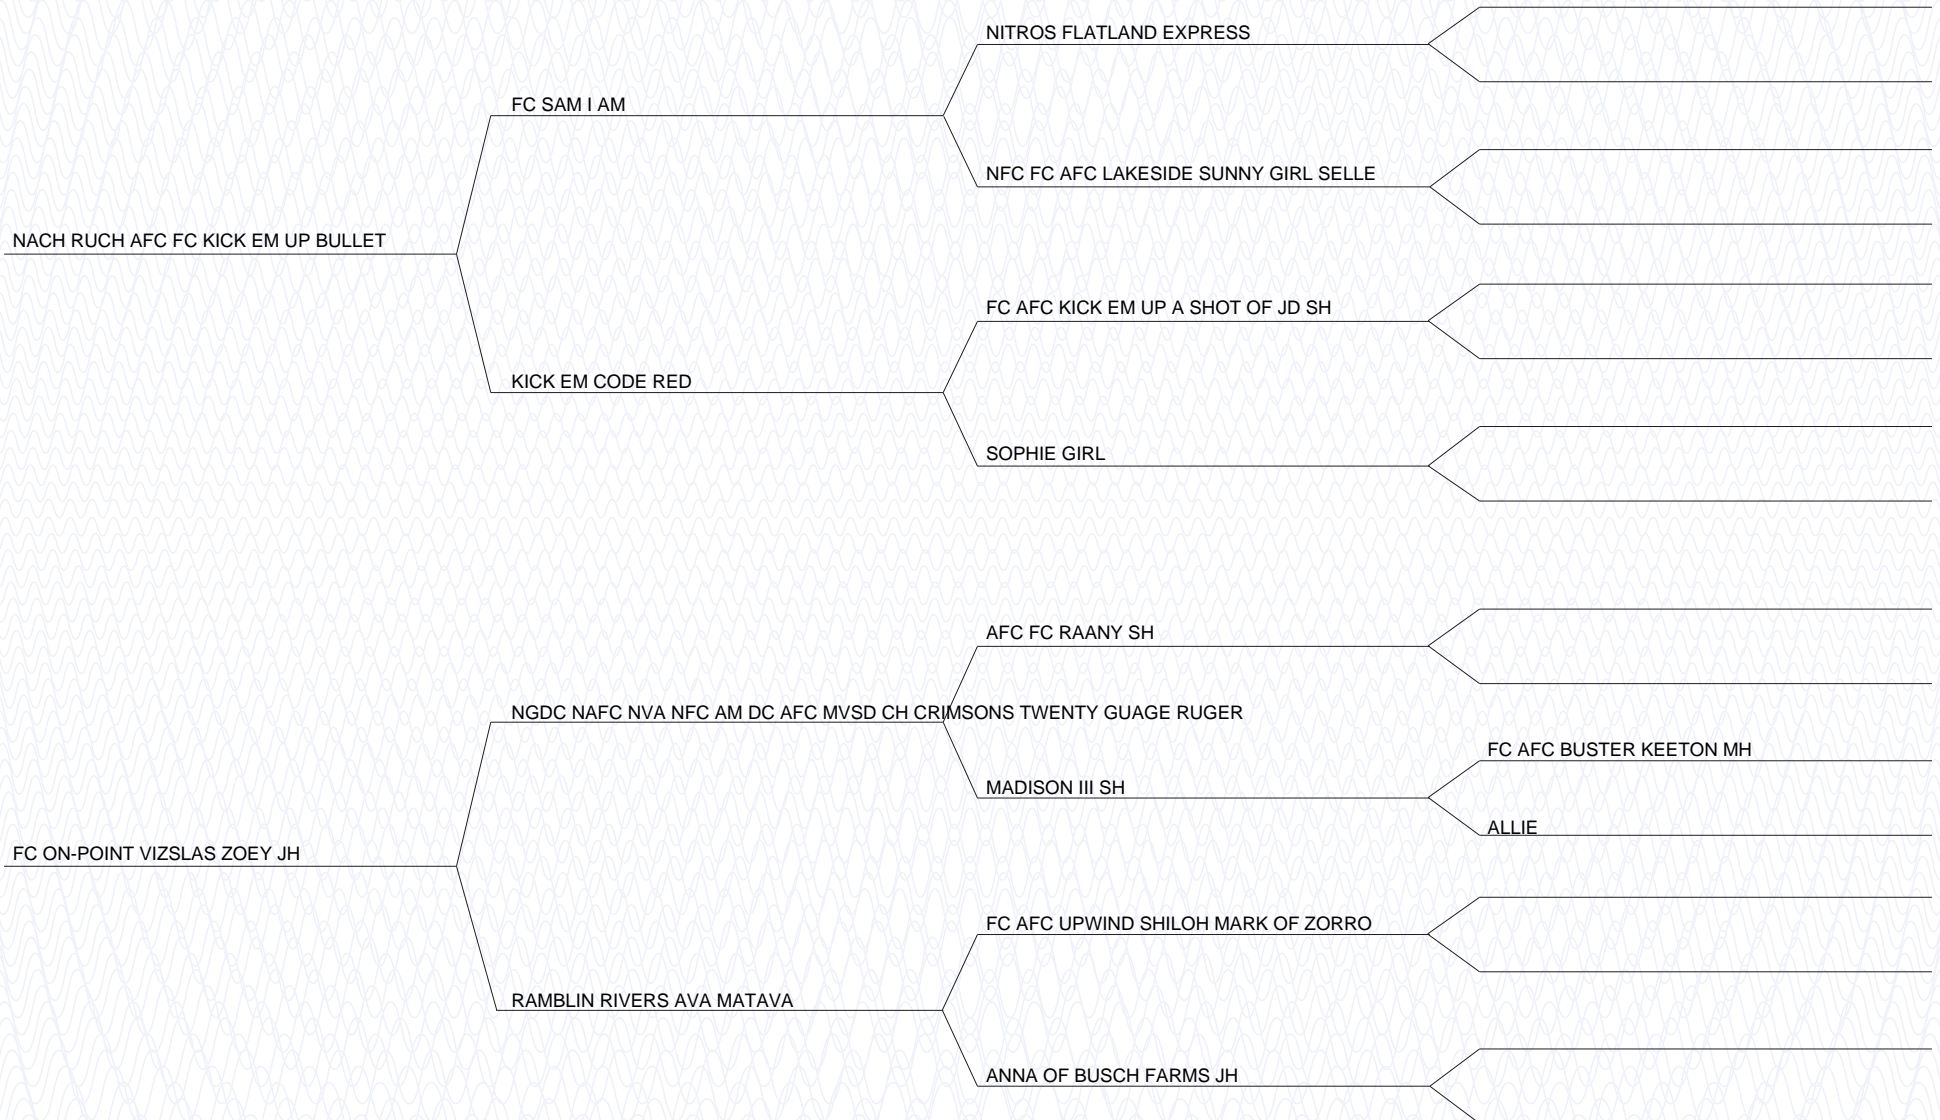 NITROS FLATLAND EXPRESS
FC SAM I AM
NFC FC AFC LAKESIDE SUNNY GIRL SELLE
NACH RUCH AFC FC KICK EM UP BULLET
FC AFC KICK EM UP A SHOT OF JD SH
KICK EM CODE RED
SOPHIE GIRL
AFC FC RAANY SH
NGDC NAFC NVA NFC AM DC AFC MVSD CH CRIMSONS TWENTY GUAGE RUGER
FC AFC BUSTER KEETON MH
MADISON III SH
ALLIE
FC ON-POINT VIZSLAS ZOEY JH
FC AFC UPWIND SHILOH MARK OF ZORRO
RAMBLIN RIVERS AVA MATAVA
ANNA OF BUSCH FARMS JH